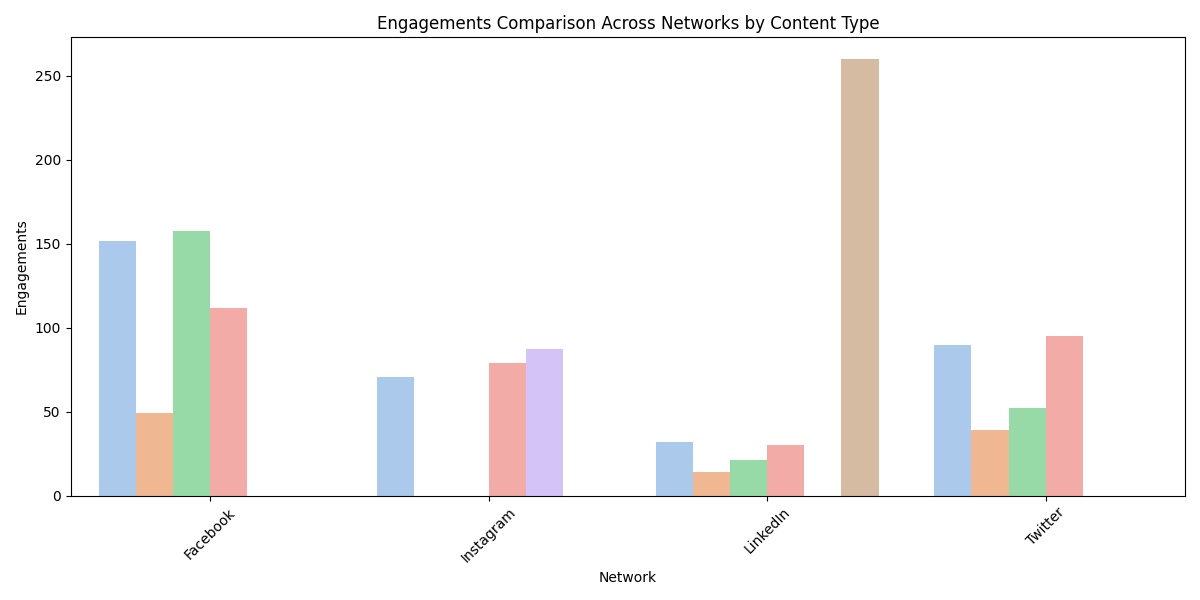 Engagements Comparison Across Networks by Content Type
Engagements
250
200
150
100
50
0
Facebook
Instagram
LinkedIn
Twitter
Network